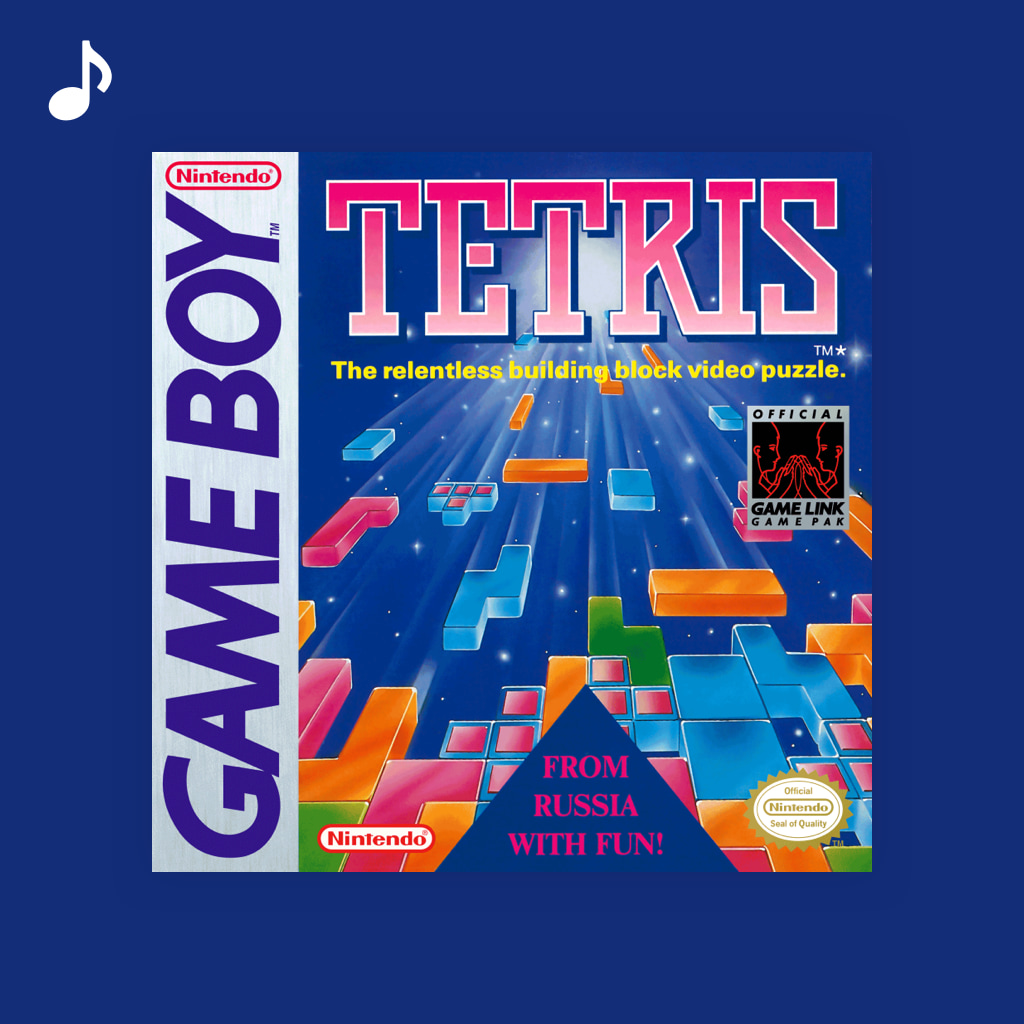 Nintendo®
GAME BOY™
TETRIS
TM*
The relentless building block video puzzle.
OFFICIAL
GAME LINK
GAME PAK
FROM
RUSSIA
WITH FUN!
Nintendo®
Official
Nintendo
Seal of Quality
TM